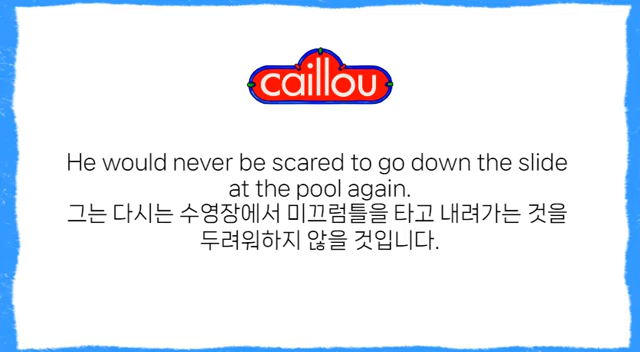 caillou
He would never be scared to go down the slide
at the pool again.
그는 다시는 수영장에서 미끄럼틀을 타고 내려가는 것을
두려워하지 않을 것입니다.